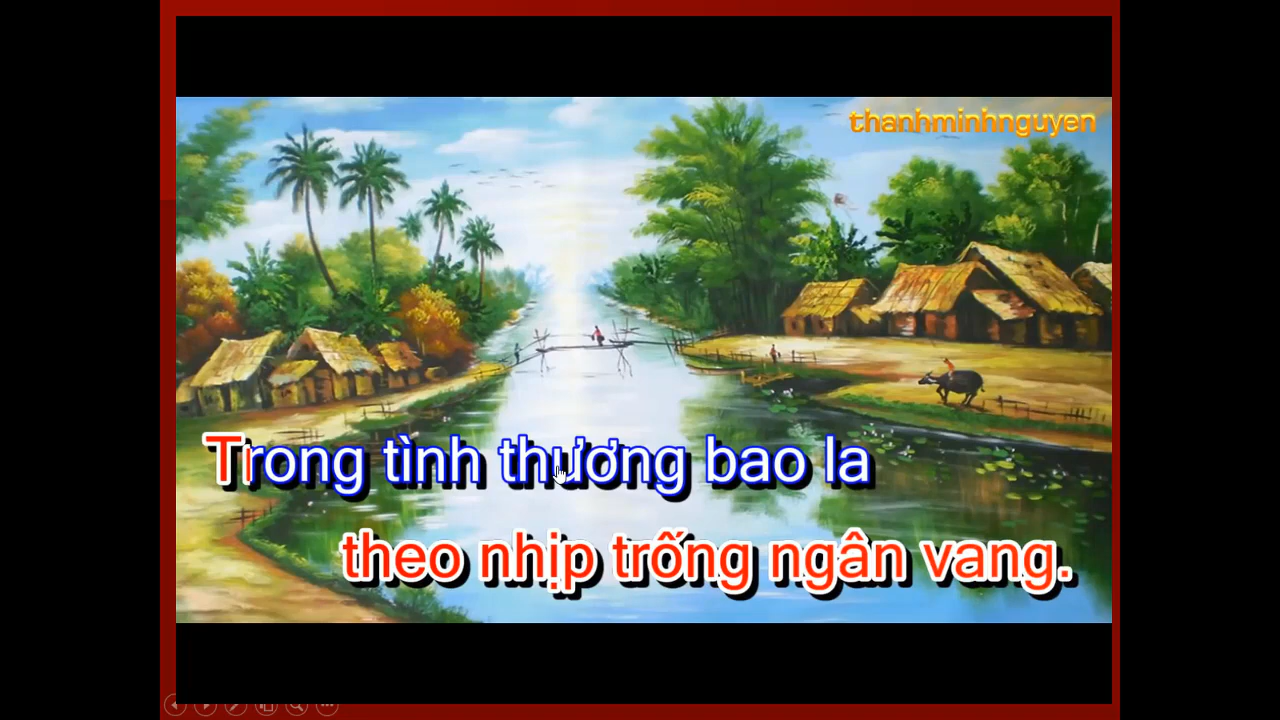 thanhminhnguyen
Trong tình thương bao la
theo nhịp trống ngân vang.